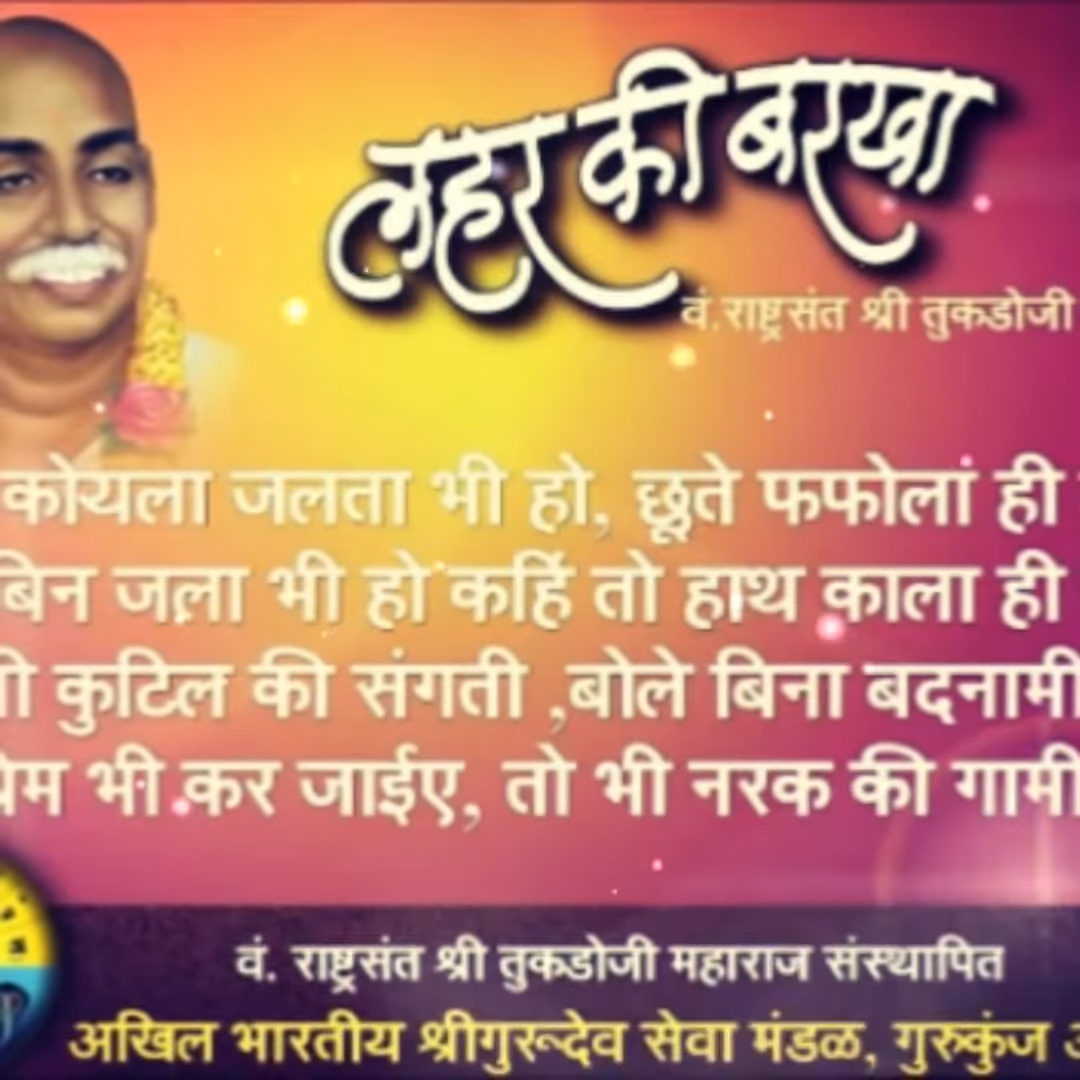 लहर की बरखा
वं.राष्ट्रसंत श्री तुकडोजी
कोयला जलता भी हो, छूते फफोला ही
बिन जला भी हो कहिं तो हाथ काला ही
कुटिल की संगती ,बोले बिना बदनामी
भी कर जाईए, तो भी नरक की गामी
वं. राष्ट्रसंत श्री तुकडोजी महाराज संस्थापित
अखिल भारतीय श्रीगुरूदेव सेवा मंडळ, गुरुकुंज